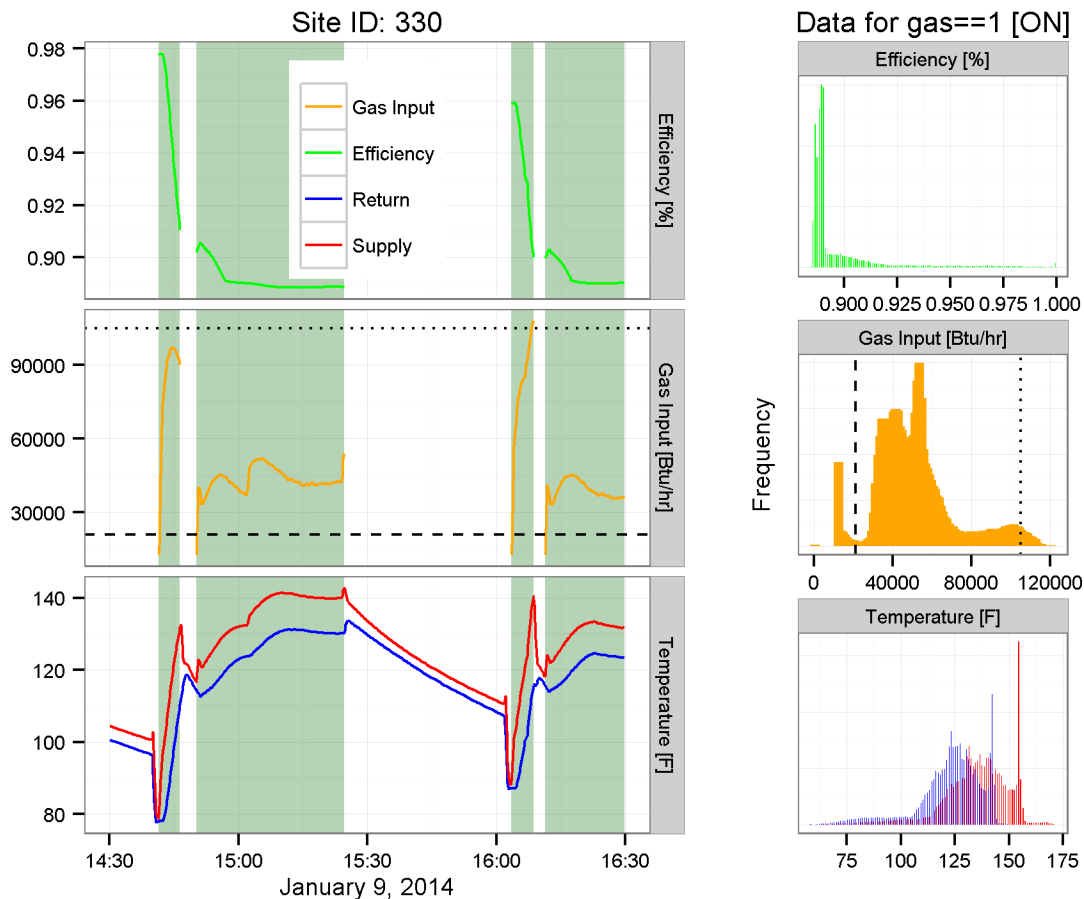 Site ID: 330
0.98
0.96
0.94
0.92
0.90
Gas Input
Efficiency
Return
Supply
Efficiency [%]
90000
60000
30000
Gas Input [Btu/hr]
140
120
100
80
Temperature [F]
14:30 15:00 15:30 16:00 16:30
January 9, 2014
Data for gas==1 [ON]
Efficiency [%]
0.900 0.925 0.950 0.975 1.000
Gas Input [Btu/hr]
Frequency
0 40000 80000 120000
Temperature [F]
75 100 125 150 175